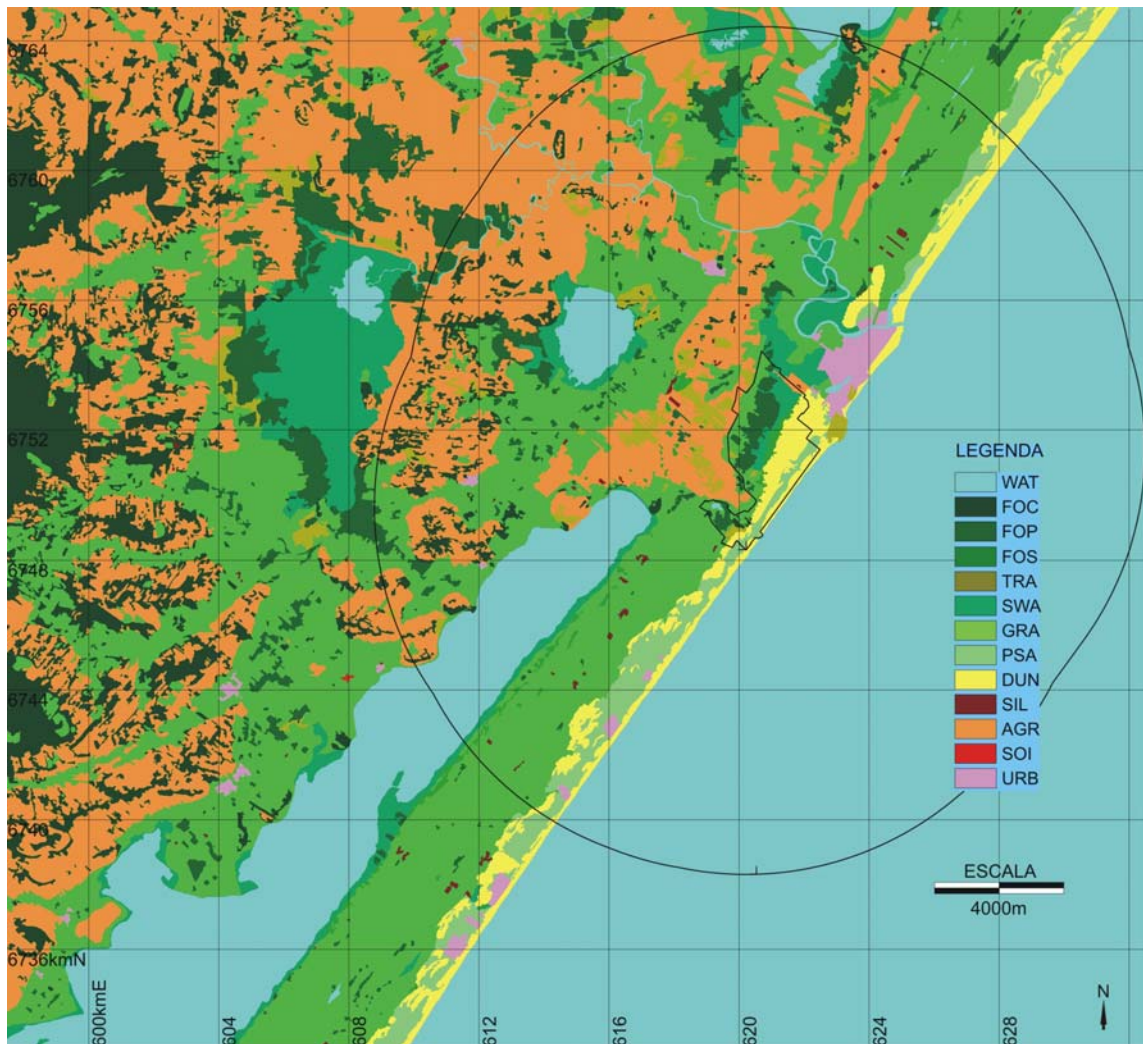 6764
6760
6756
6752
6748
6744
6740
6736kmN
600kmE
604
608
612
616
620
624
628
LEGENDA
WAT
FOC
FOP
FOS
TRA
SWA
GRA
PSA
DUN
SIL
AGR
SOI
URB
ESCALA
4000m
N